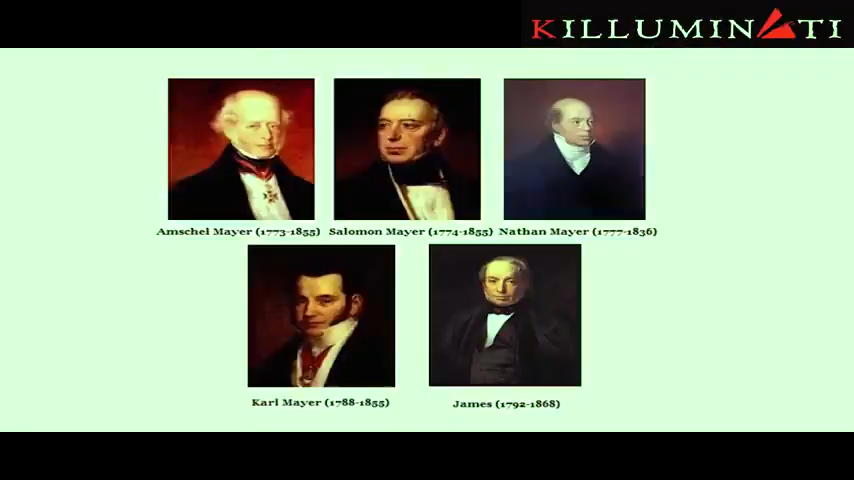 KILLUMINATI
Amschel Mayer (1773-1855) Salomon Mayer (1774-1855) Nathan Mayer (1777-1836)
Karl Mayer (1788-1855) James (1792-1868)